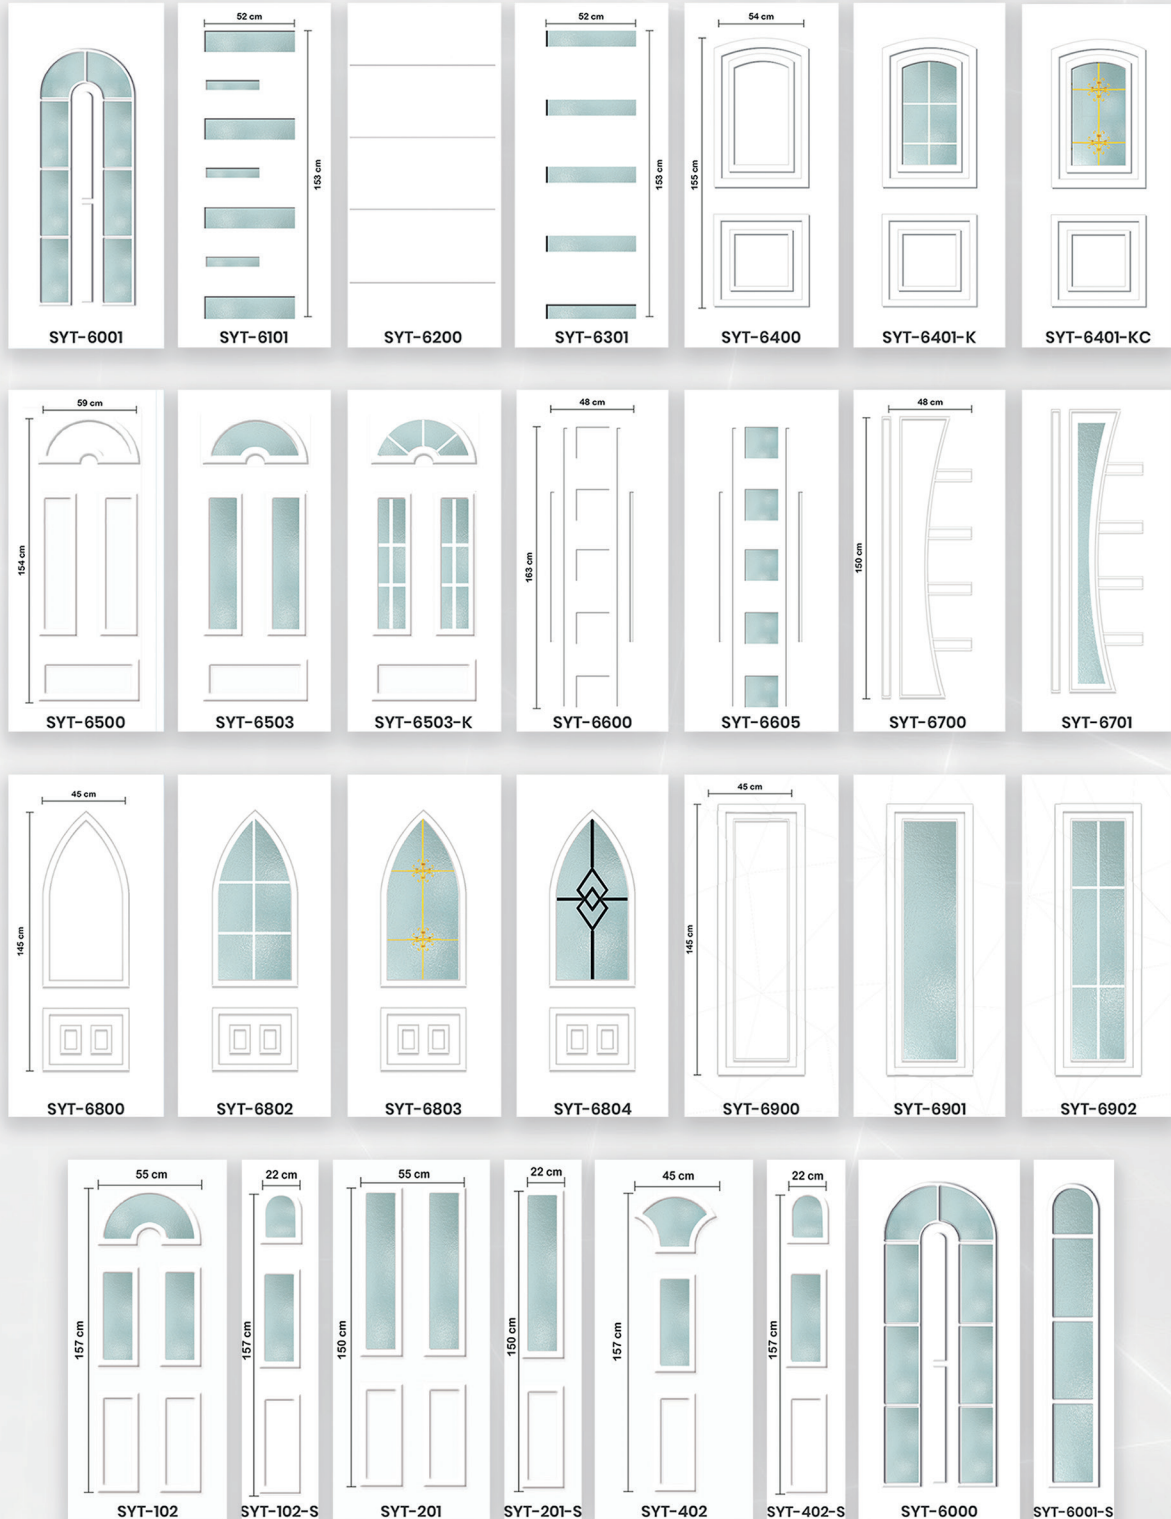 52 cm
52 cm
54 cm
153 cm
153 cm
155 cm
SYT-6001
SYT-6101
SYT-6200
SYT-6301
SYT-6400
SYT-6401-K
SYT-6401-KC
59 cm
48 cm
48 cm
154 cm
163 cm
150 cm
SYT-6500
SYT-6503
SYT-6503-K
SYT-6600
SYT-6605
SYT-6700
SYT-6701
45 cm
45 cm
145 cm
145 cm
SYT-6800
SYT-6802
SYT-6803
SYT-6804
SYT-6900
SYT-6901
SYT-6902
55 cm
22 cm
55 cm
22 cm
45 cm
22 cm
157 cm
157 cm
150 cm
150 cm
157 cm
157 cm
SYT-102
SYT-102-S
SYT-201
SYT-201-S
SYT-402
SYT-402-S
SYT-6000
SYT-6001-S